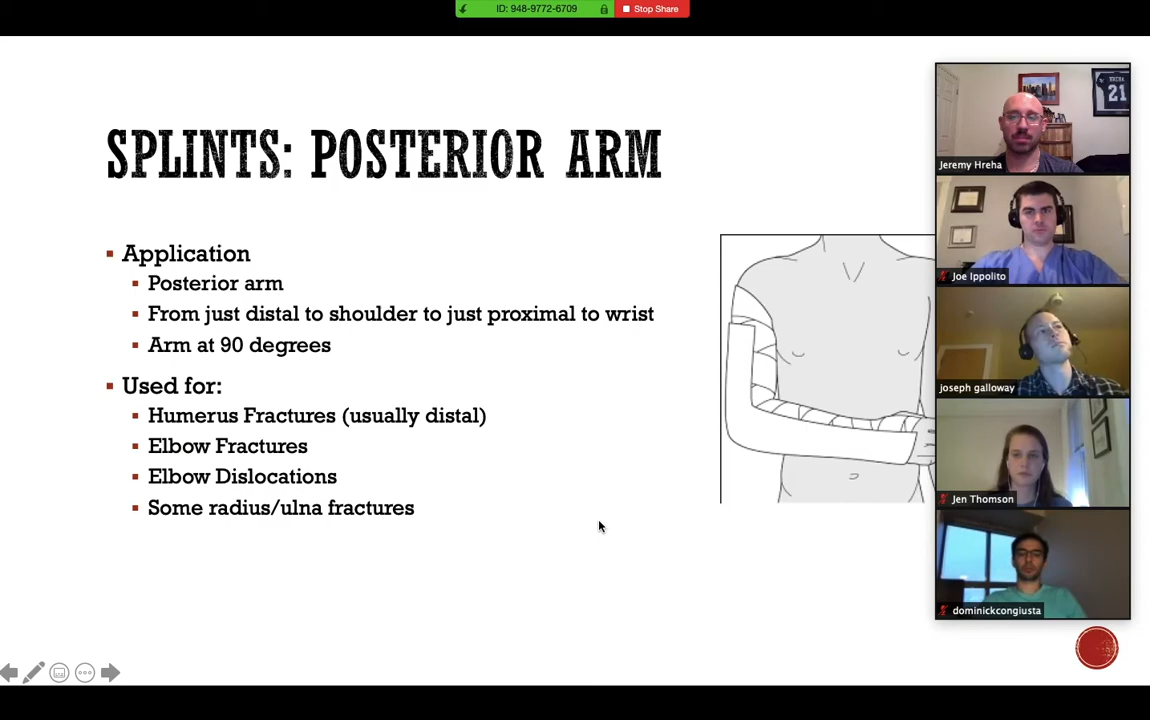 ID: 948-9772-6709
Stop Share
SPLINTS: POSTERIOR ARM
Application
Posterior arm
From just distal to shoulder to just proximal to wrist
Arm at 90 degrees
Used for:
Humerus Fractures (usually distal)
Elbow Fractures
Elbow Dislocations
Some radius/ulna fractures
HREHA
21
Jeremy Hreha
Joe Ippolito
joseph galloway
Jen Thomson
dominickcongiusta